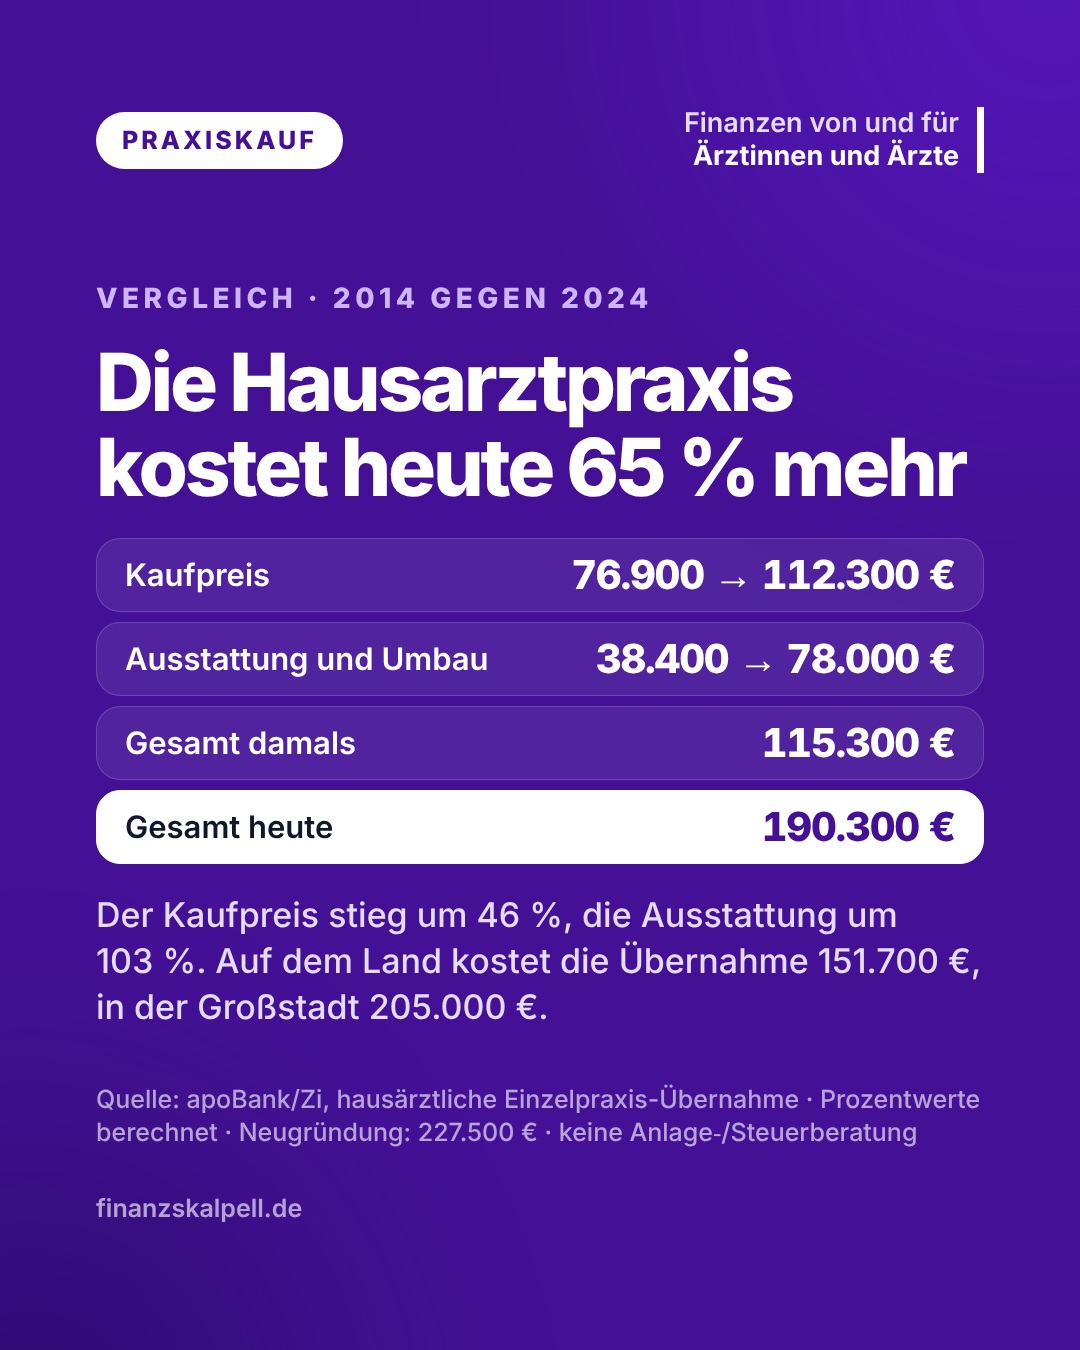 PRAXISKAUF
Finanzen von und für
Ärztinnen und Ärzte
VERGLEICH · 2014 GEGEN 2024
Die Hausarztpraxis
kostet heute 65 % mehr
Kaufpreis 76.900 → 112.300 €
Ausstattung und Umbau 38.400 → 78.000 €
Gesamt damals 115.300 €
Gesamt heute 190.300 €
Der Kaufpreis stieg um 46 %, die Ausstattung um
103 %. Auf dem Land kostet die Übernahme 151.700 €,
in der Großstadt 205.000 €.
Quelle: apoBank/Zi, hausärztliche Einzelpraxis-Übernahme · Prozentwerte
berechnet · Neugründung: 227.500 € · keine Anlage-/Steuerberatung
finanzskalpell.de